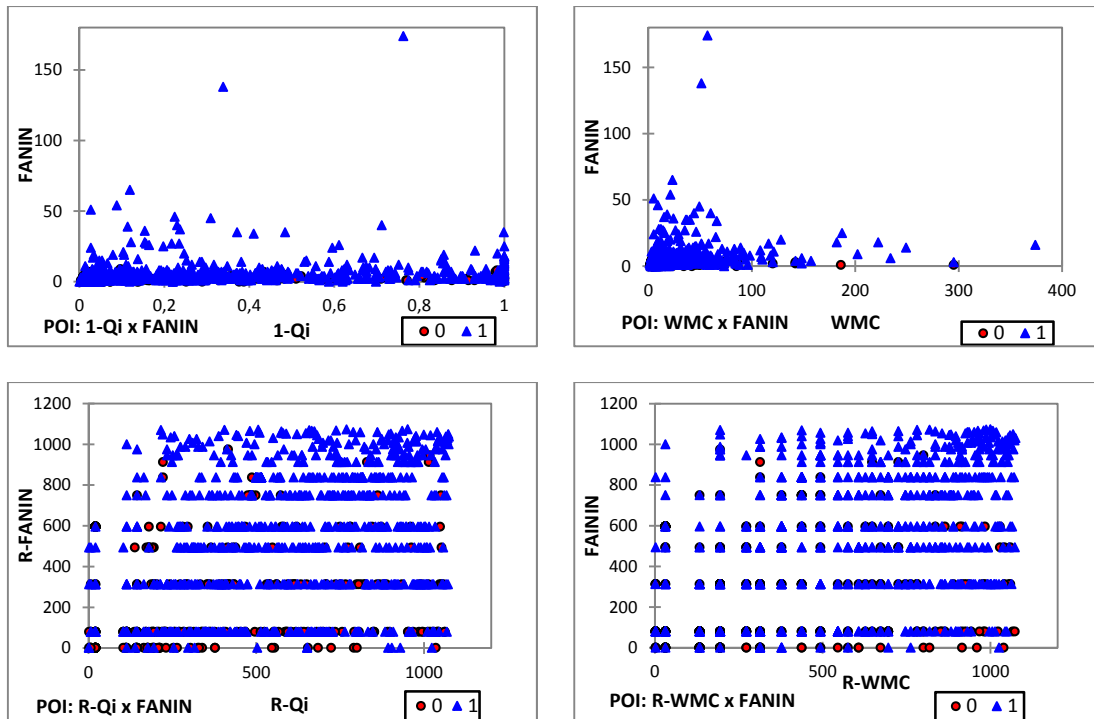 150
100
50
0
FANIN
0 0,2 0,4 0,6 0,8 1
POI: 1-Qi x FANIN 1-Qi
0 1
150
100
50
0
FANIN
0 100 200 300 400
POI: WMC x FANIN WMC
0 1
1200
1000
800
600
400
200
0
R-FANIN
0 500 1000
POI: R-Qi x FANIN R-Qi
0 1
1200
1000
800
600
400
200
0
FAININ
0 500 1000
POI: R-WMC x FANIN R-WMC
0 1